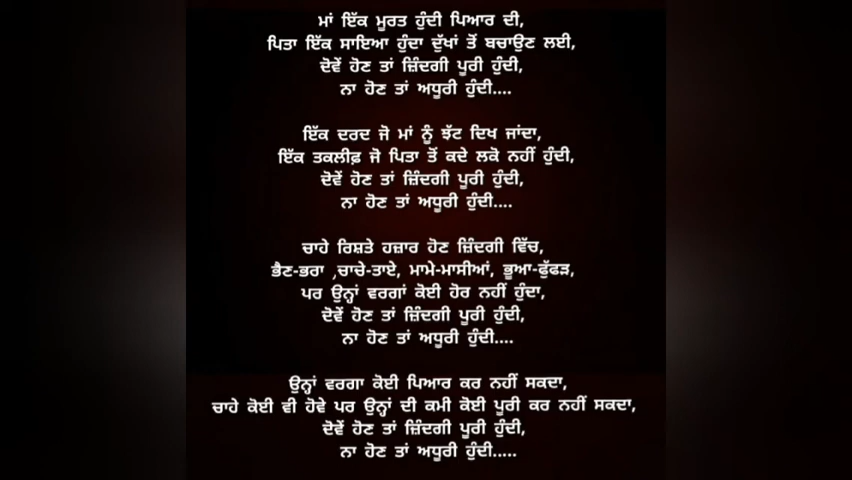 ਮਾਂ ਇੱਕ ਮੂਰਤ ਹੁੰਦੀ ਪਿਆਰ ਦੀ,
ਪਿਤਾ ਇੱਕ ਸਾਇਆ ਹੁੰਦਾ ਦੁੱਖਾਂ ਤੋਂ ਬਚਾਉਣ ਲਈ,
ਦੋਵੇਂ ਹੋਣ ਤਾਂ ਜ਼ਿੰਦਗੀ ਪੂਰੀ ਹੁੰਦੀ,
ਨਾ ਹੋਣ ਤਾਂ ਅਧੂਰੀ ਹੁੰਦੀ....
ਇੱਕ ਦਰਦ ਜੋ ਮਾਂ ਨੂੰ ਝੱਟ ਦਿਖ ਜਾਂਦਾ,
ਇੱਕ ਤਕਲੀਫ਼ ਜੋ ਪਿਤਾ ਤੋਂ ਕਦੇ ਲਕੋ ਨਹੀਂ ਹੁੰਦੀ,
ਦੋਵੇਂ ਹੋਣ ਤਾਂ ਜ਼ਿੰਦਗੀ ਪੂਰੀ ਹੁੰਦੀ,
ਨਾ ਹੋਣ ਤਾਂ ਅਧੂਰੀ ਹੁੰਦੀ....
ਚਾਹੇ ਰਿਸ਼ਤੇ ਹਜ਼ਾਰ ਹੋਣ ਜ਼ਿੰਦਗੀ ਵਿੱਚ,
ਭੈਣ-ਭਰਾ ,ਚਾਚੇ-ਤਾਏ, ਮਾਮੇ-ਮਾਸੀਆਂ, ਭੂਆ-ਫੁੱਫੜ,
ਪਰ ਉਨ੍ਹਾਂ ਵਰਗਾਂ ਕੋਈ ਹੋਰ ਨਹੀਂ ਹੁੰਦਾ,
ਦੋਵੇਂ ਹੋਣ ਤਾਂ ਜ਼ਿੰਦਗੀ ਪੂਰੀ ਹੁੰਦੀ,
ਨਾ ਹੋਣ ਤਾਂ ਅਧੂਰੀ ਹੁੰਦੀ....
ਉਨ੍ਹਾਂ ਵਰਗਾ ਕੋਈ ਪਿਆਰ ਕਰ ਨਹੀਂ ਸਕਦਾ,
ਚਾਹੇ ਕੋਈ ਵੀ ਹੋਵੇ ਪਰ ਉਨ੍ਹਾਂ ਦੀ ਕਮੀ ਕੋਈ ਪੂਰੀ ਕਰ ਨਹੀਂ ਸਕਦਾ,
ਦੋਵੇਂ ਹੋਣ ਤਾਂ ਜ਼ਿੰਦਗੀ ਪੂਰੀ ਹੁੰਦੀ,
ਨਾ ਹੋਣ ਤਾਂ ਅਧੂਰੀ ਹੁੰਦੀ.....